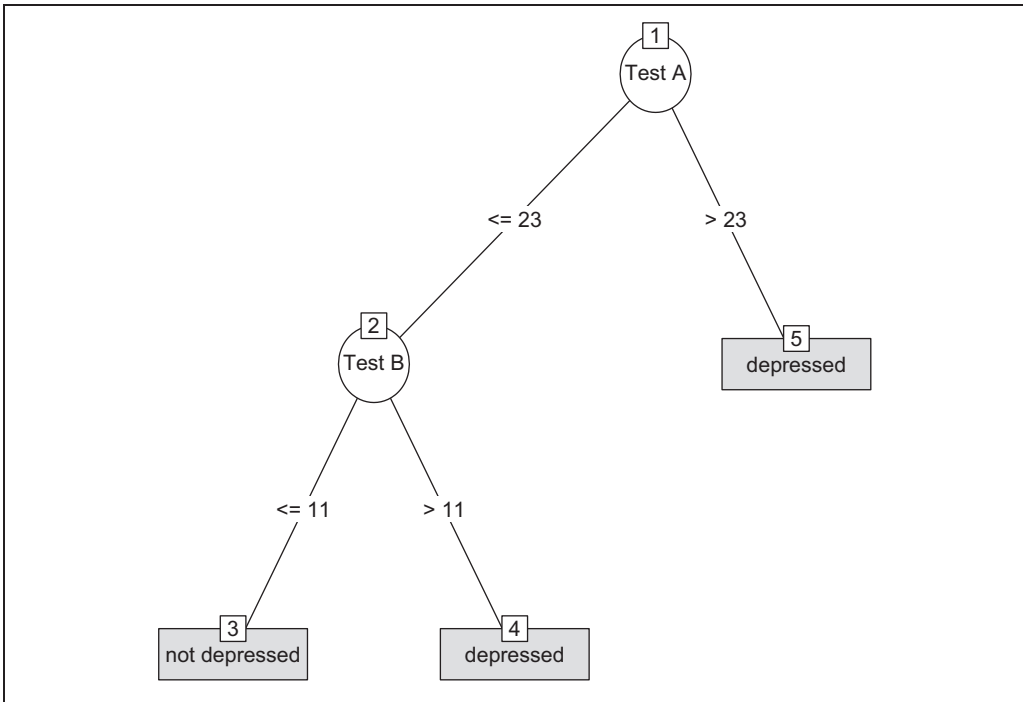 1
Test A
<= 23
> 23
2
Test B
5
depressed
<= 11
> 11
3
not depressed
4
depressed